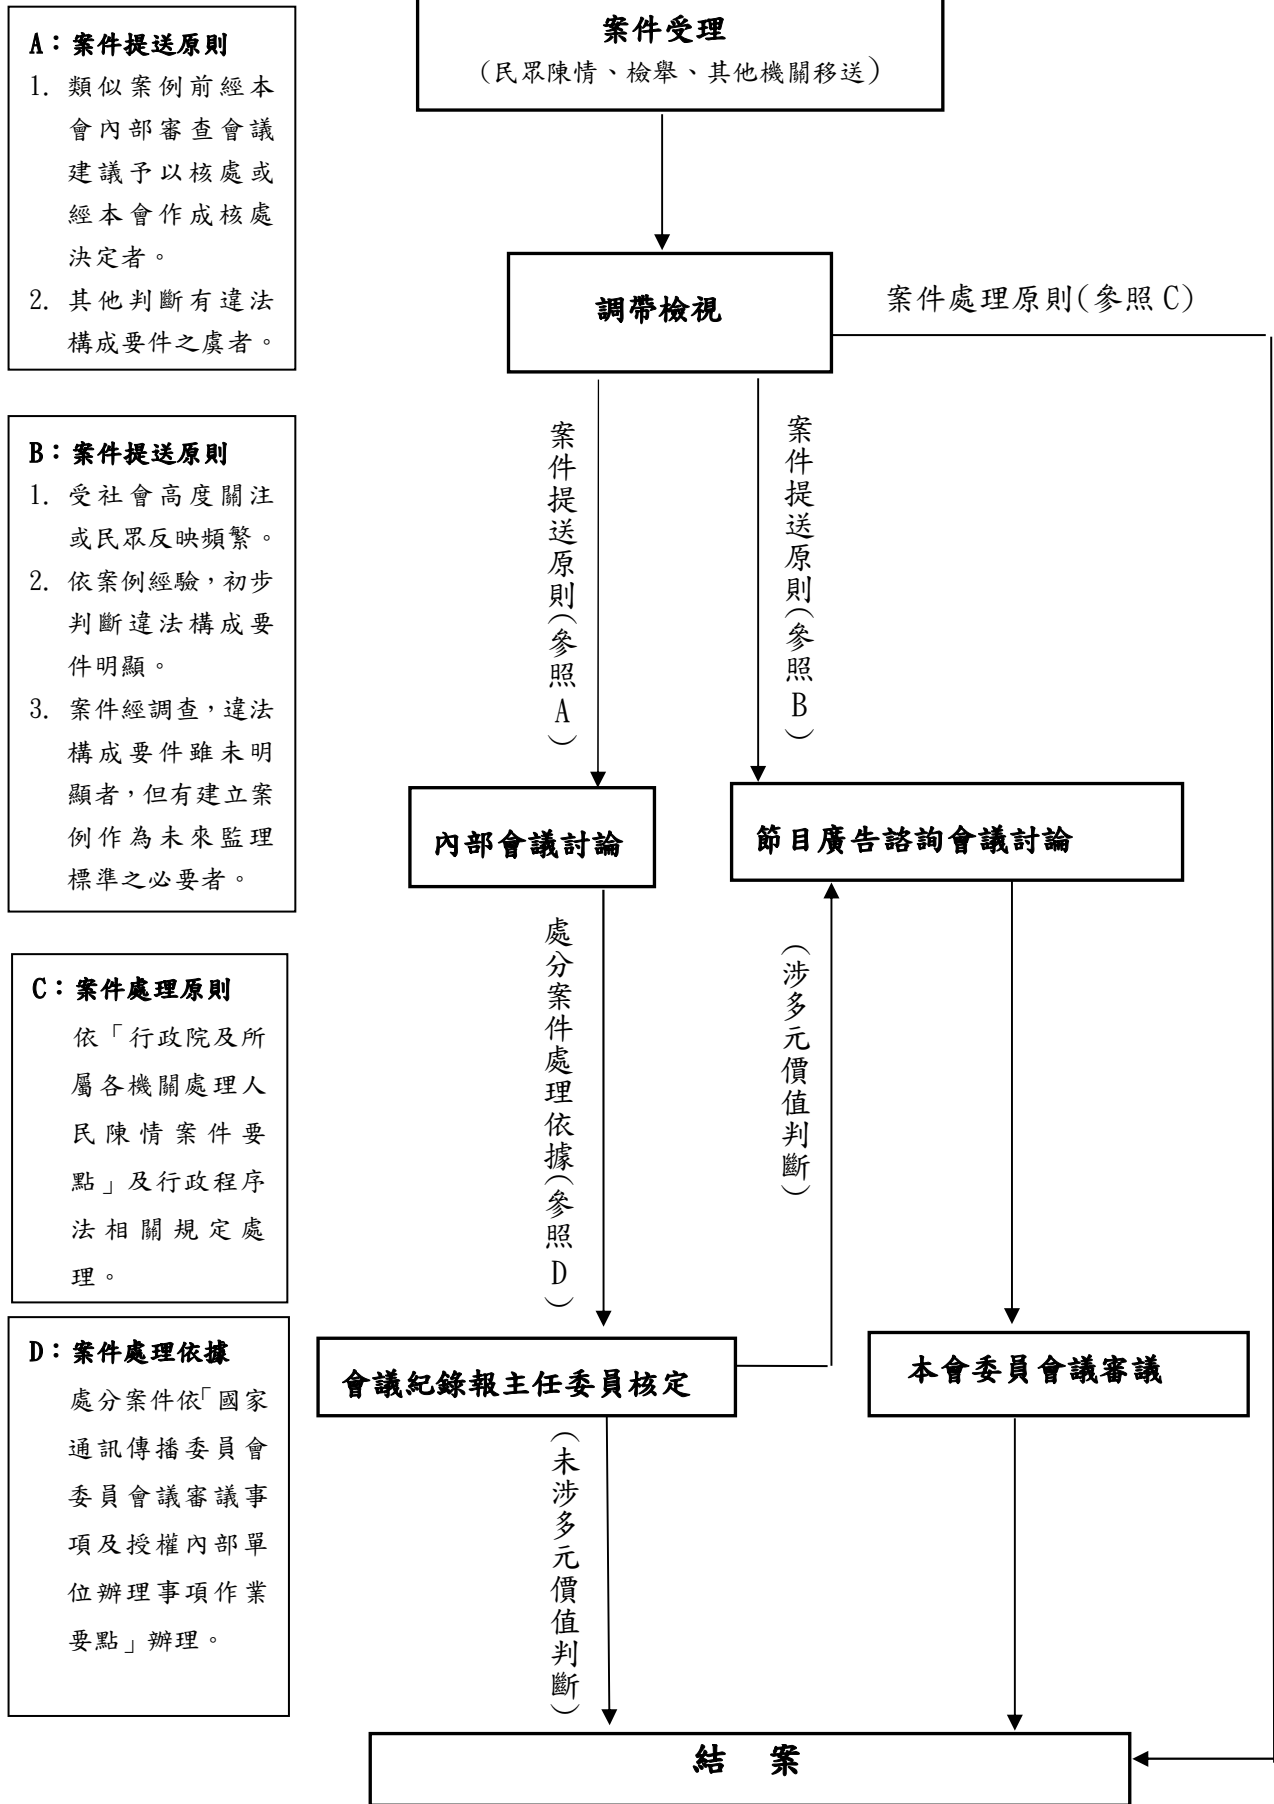 A：案件提送原則
1. 類似案例前經本
會內部審查會議
建議予以核處或
經本會作成核處
決定者。
2. 其他判斷有違法
構成要件之虞者。
B：案件提送原則
1. 受社會高度關注
或民眾反映頻繁。
2. 依案例經驗，初步
判斷違法構成要
件明顯。
3. 案件經調查，違法
構成要件雖未明
顯者，但有建立案
例作為未來監理
標準之必要者。
C：案件處理原則
依「行政院及所
屬各機關處理人
民陳情案件要
點」及行政程序
法相關規定處
理。
D：案件處理依據
處分案件依「國家
通訊傳播委員會
委員會議審議事
項及授權內部單
位辦理事項作業
要點」辦理。
案件受理
(民眾陳情、檢舉、其他機關移送)
調帶檢視
案件處理原則(參照 C)
案件提送原則(參照 A)
案件提送原則(參照 B)
內部會議討論
節目廣告諮詢會議討論
處分案件處理依據(參照 D)
(涉多元價值判斷)
會議紀錄報主任委員核定
本會委員會議審議
(未涉多元價值判斷)
結 案